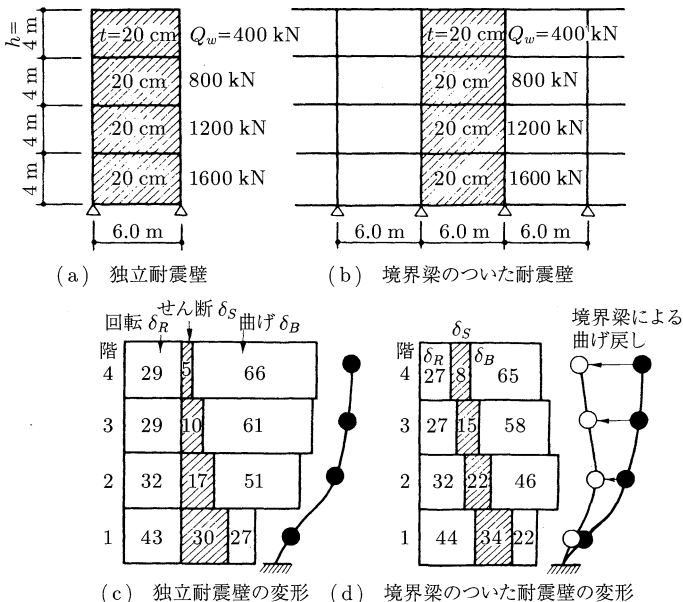 h=
4 m
t=20 cm
Q_w=400 kN
4 m
20 cm
800 kN
4 m
20 cm
1200 kN
4 m
20 cm
1600 kN
6.0 m
(a) 独立耐震壁
t=20 cm
Q_w=400 kN
20 cm
800 kN
20 cm
1200 kN
20 cm
1600 kN
6.0 m
6.0 m
6.0 m
(b) 境界梁のついた耐震壁
回転 δ_R
せん断 δ_S
曲げ δ_B
階
4 29 5 66
3 29 10 61
2 32 17 51
1 43 30 27
(c) 独立耐震壁の変形
δ_S
階 δ_R δ_B
4 27 8 65
3 27 15 58
2 32 22 46
1 44 34 22
境界梁による
曲げ戻し
(d) 境界梁のついた耐震壁の変形